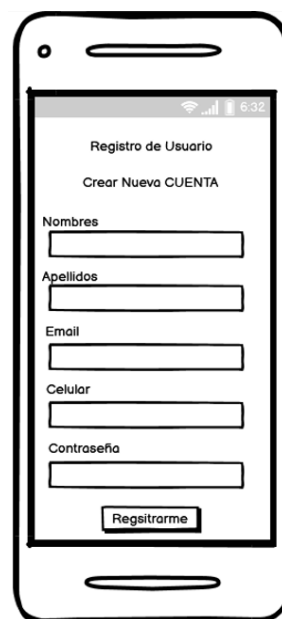 6:32
Registro de Usuario
Crear Nueva CUENTA
Nombres
Apellidos
Email
Celular
Contraseña
Regsitrarme